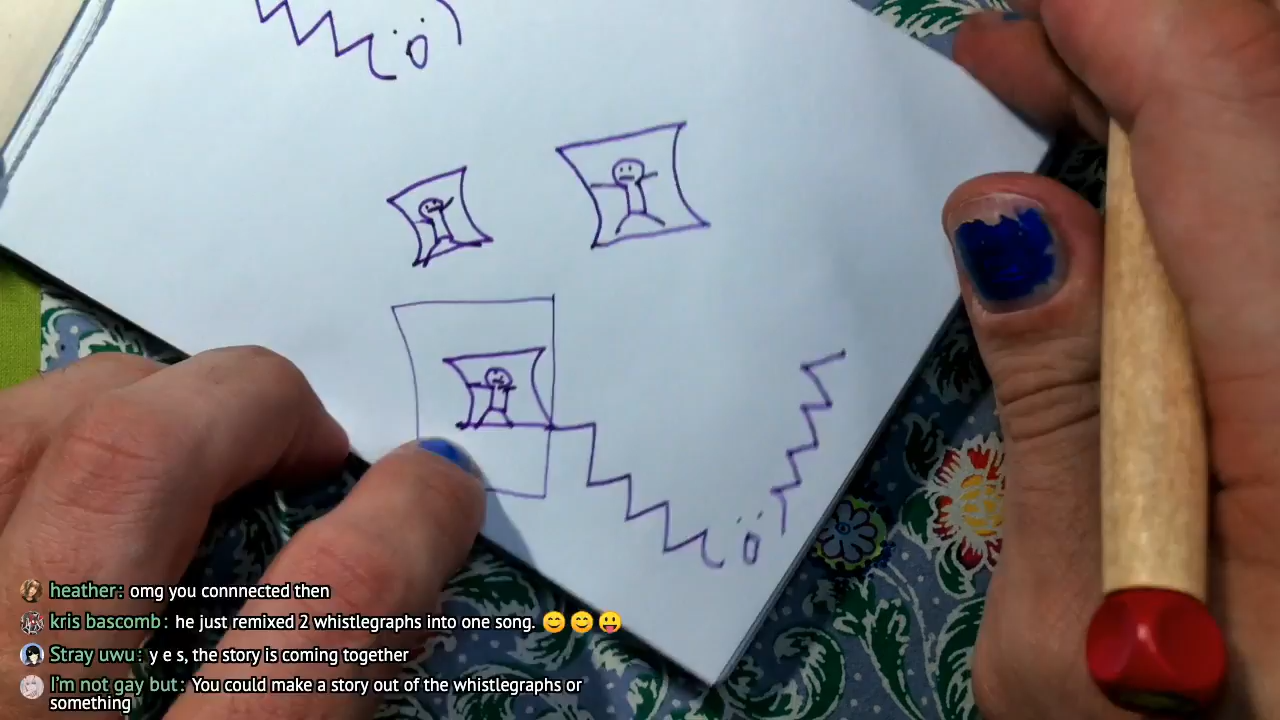 heather: omg you connnected then
kris bascomb: he just remixed 2 whistlegraphs into one song. 😊😊😛
Stray uwu: y e s, the story is coming together
I'm not gay but: You could make a story out of the whistlegraphs or
something